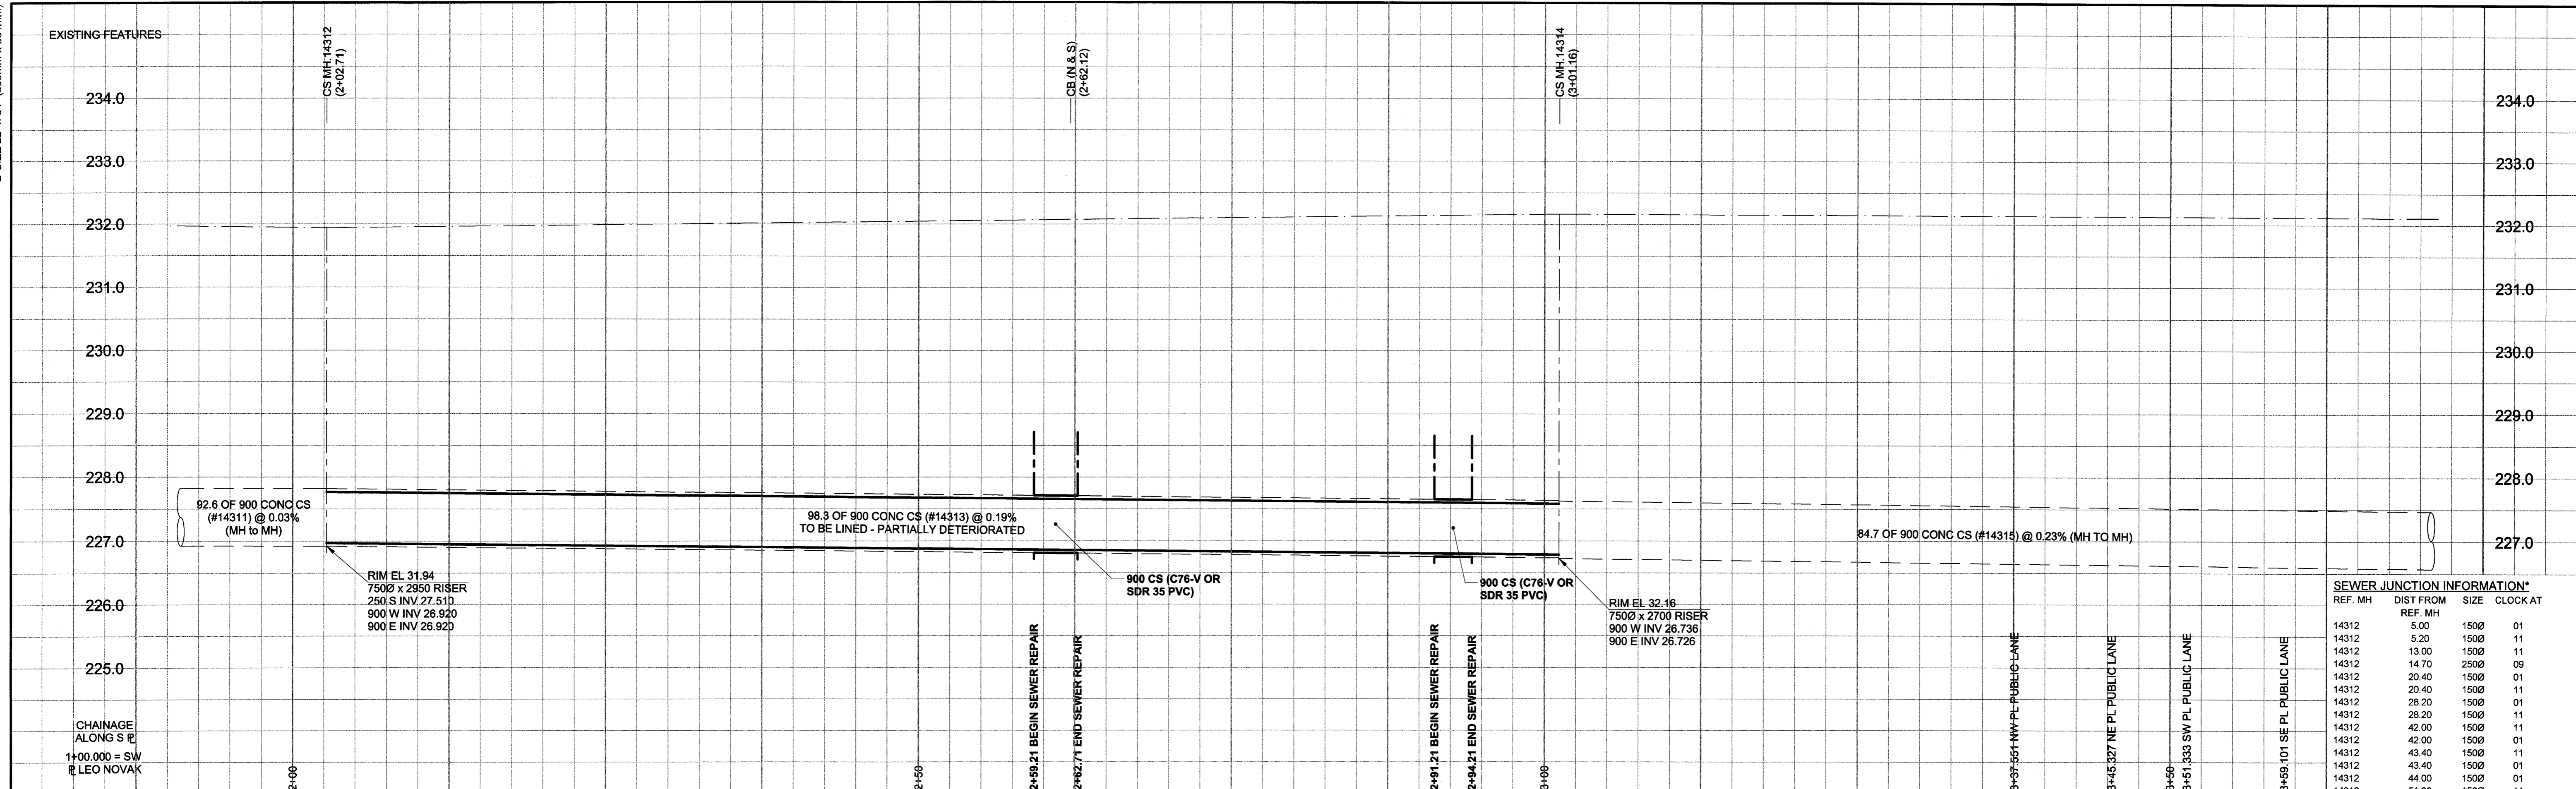 EXISTING FEATURES
CS MH.14312
(2+02.71)
CB (N & S)
(2+62.12)
CS MH.14314
(3+01.16)
234.0
234.0
233.0
233.0
232.0
232.0
231.0
231.0
230.0
230.0
229.0
229.0
228.0
228.0
227.0
227.0
226.0
225.0
92.6 OF 900 CONC CS
(#14311) @ 0.03%
(MH to MH)
98.3 OF 900 CONC CS (#14313) @ 0.19%
TO BE LINED - PARTIALLY DETERIORATED
84.7 OF 900 CONC CS (#14315) @ 0.23% (MH TO MH)
RIM EL 31.94
750Ø x 2950 RISER
250 S INV 27.510
900 W INV 26.920
900 E INV 26.920
900 CS (C76-V OR
SDR 35 PVC)
900 CS (C76-V OR
SDR 35 PVC)
RIM EL 32.16
750Ø x 2700 RISER
900 W INV 26.736
900 E INV 26.726
CHAINAGE
ALONG S PL
1+00.000 = SW
PL LEO NOVAK
2+00
2+50
2+59.21 BEGIN SEWER REPAIR
2+62.71 END SEWER REPAIR
2+91.21 BEGIN SEWER REPAIR
2+94.21 END SEWER REPAIR
3+00
3+37.551 NW PL PUBLIC LANE
3+45.327 NE PL PUBLIC LANE
3+50
3+51.333 SW PL PUBLIC LANE
3+59.101 SE PL PUBLIC LANE
SEWER JUNCTION INFORMATION*
REF. MH DIST FROM REF. MH SIZE CLOCK AT
14312 5.00 150Ø 01
14312 5.20 150Ø 11
14312 13.00 150Ø 11
14312 14.70 250Ø 09
14312 20.40 150Ø 01
14312 20.40 150Ø 11
14312 28.20 150Ø 01
14312 28.20 150Ø 11
14312 42.00 150Ø 11
14312 42.00 150Ø 01
14312 43.40 150Ø 11
14312 43.40 150Ø 01
14312 44.00 150Ø 01